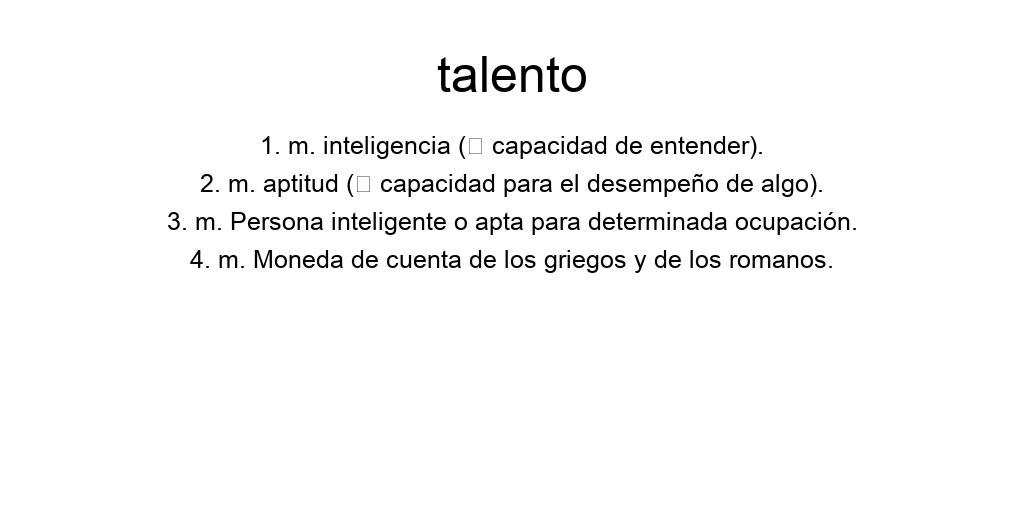 talento
1. m. inteligencia (□ capacidad de entender).
2. m. aptitud (□ capacidad para el desempeño de algo).
3. m. Persona inteligente o apta para determinada ocupación.
4. m. Moneda de cuenta de los griegos y de los romanos.